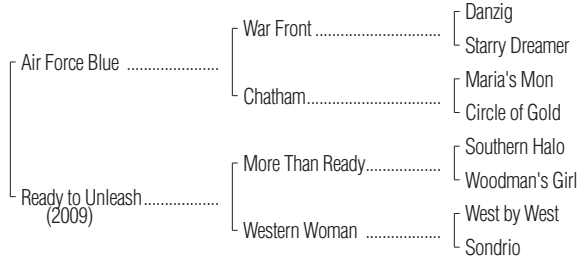 Danzig
War Front ....................
Starry Dreamer
Air Force Blue ...................
Maria's Mon
Chatham..............................
Circle of Gold
Southern Halo
More Than Ready................
Woodman's Girl
Ready to Unleash ................
(2009)
West by West
Western Woman ................
Sondrio